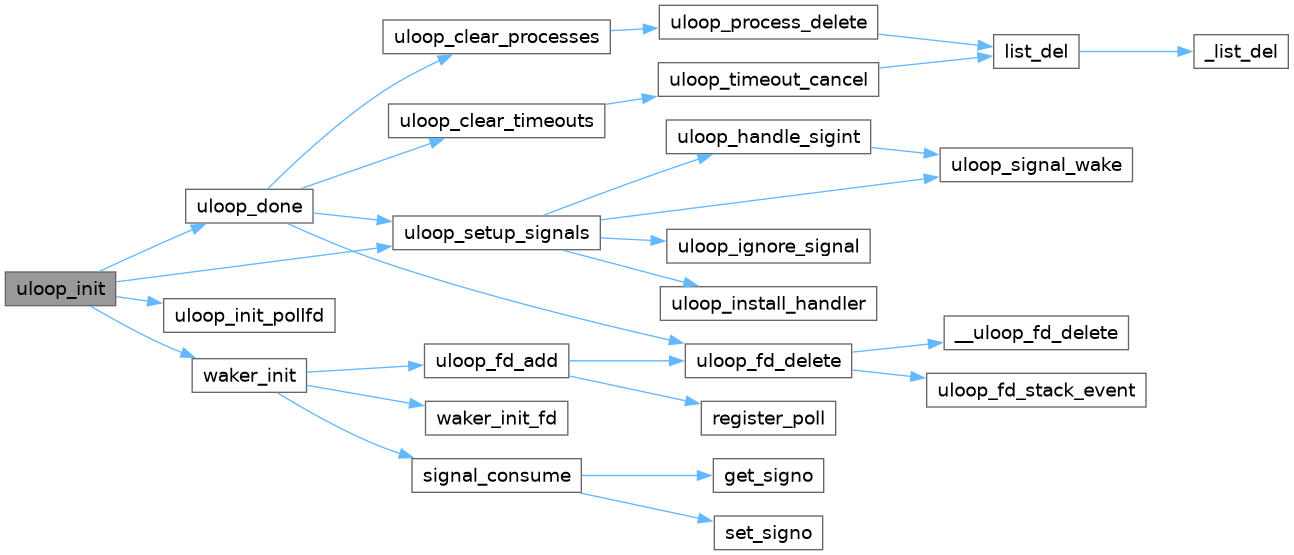 uloop_clear_processes
uloop_process_delete
list_del
_list_del
uloop_timeout_cancel
uloop_clear_timeouts
uloop_handle_sigint
uloop_signal_wake
uloop_done
uloop_setup_signals
uloop_ignore_signal
uloop_init
uloop_install_handler
uloop_init_pollfd
__uloop_fd_delete
waker_init
uloop_fd_add
uloop_fd_delete
uloop_fd_stack_event
waker_init_fd
register_poll
signal_consume
get_signo
set_signo